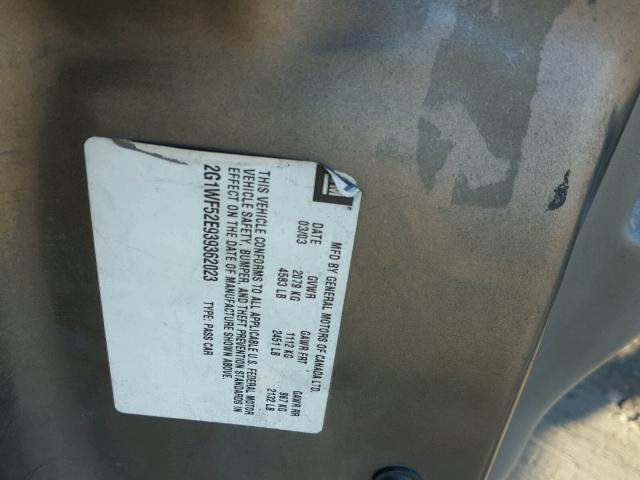 GM
MFD BY GENERAL MOTORS OF CANADA LTD.
DATE GVWR GAWR FRT GAWR RR
03/03 2079 KG 1112 KG 967 KG
4583 LB 2451 LB 2132 LB
THIS VEHICLE CONFORMS TO ALL APPLICABLE U.S. FEDERAL MOTOR
VEHICLE SAFETY, BUMPER, AND THEFT PREVENTION STANDARDS IN
EFFECT ON THE DATE OF MANUFACTURE SHOWN ABOVE.
2G1WF52E939362023 TYPE: PASS CAR